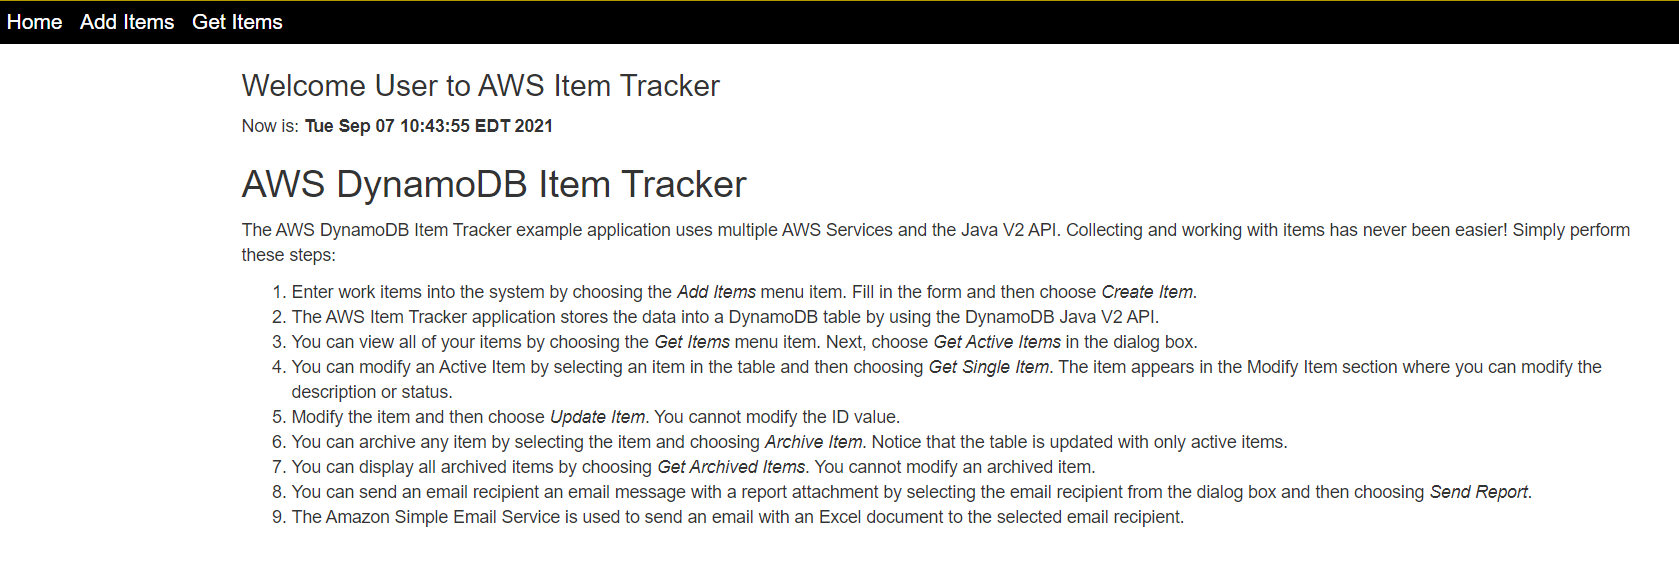 Home Add Items Get Items
Welcome User to AWS Item Tracker
Now is: Tue Sep 07 10:43:55 EDT 2021
AWS DynamoDB Item Tracker
The AWS DynamoDB Item Tracker example application uses multiple AWS Services and the Java V2 API. Collecting and working with items has never been easier! Simply perform
these steps:
1. Enter work items into the system by choosing the Add Items menu item. Fill in the form and then choose Create Item.
2. The AWS Item Tracker application stores the data into a DynamoDB table by using the DynamoDB Java V2 API.
3. You can view all of your items by choosing the Get Items menu item. Next, choose Get Active Items in the dialog box.
4. You can modify an Active Item by selecting an item in the table and then choosing Get Single Item. The item appears in the Modify Item section where you can modify the
description or status.
5. Modify the item and then choose Update Item. You cannot modify the ID value.
6. You can archive any item by selecting the item and choosing Archive Item. Notice that the table is updated with only active items.
7. You can display all archived items by choosing Get Archived Items. You cannot modify an archived item.
8. You can send an email recipient an email message with a report attachment by selecting the email recipient from the dialog box and then choosing Send Report.
9. The Amazon Simple Email Service is used to send an email with an Excel document to the selected email recipient.